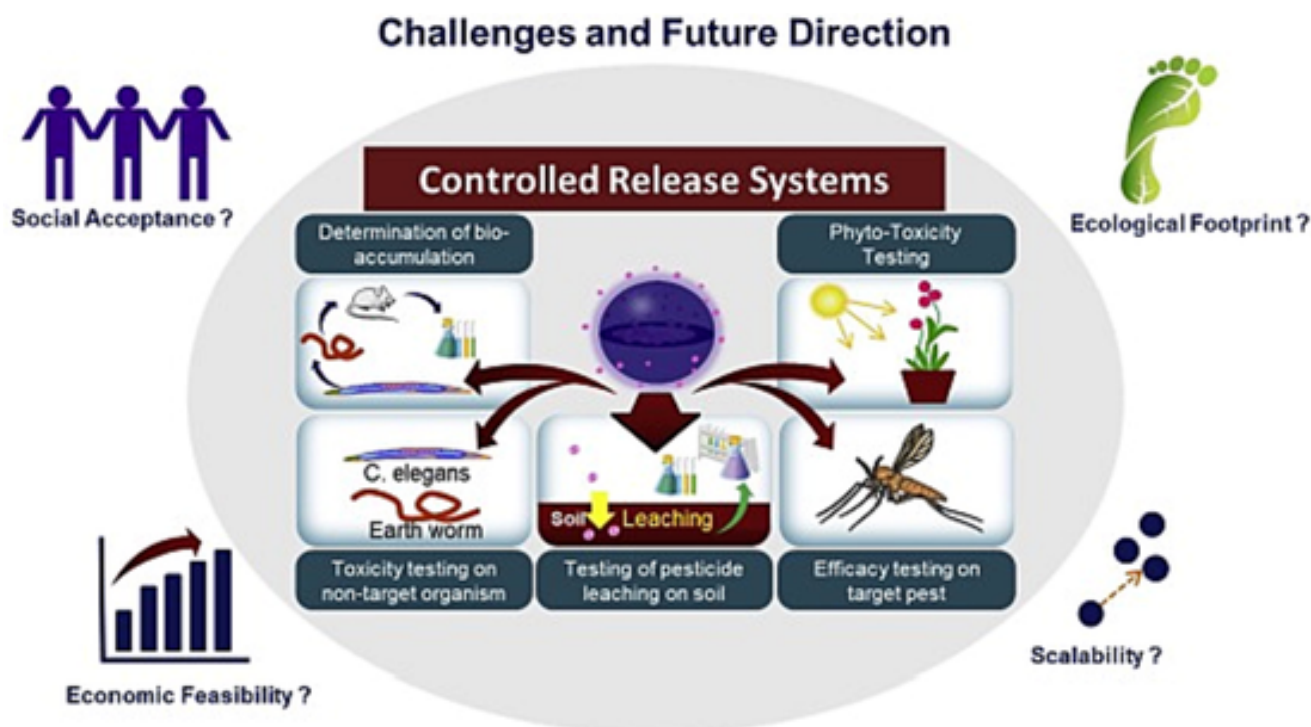 Challenges and Future Direction
Social Acceptance ?
Ecological Footprint ?
Controlled Release Systems
Determination of bio-
accumulation
Phyto-Toxicity
Testing
C. elegans
Earth worm
Soil
Leaching
Toxicity testing on
non-target organism
Testing of pesticide
leaching on soil
Efficacy testing on
target pest
Economic Feasibility ?
Scalability ?